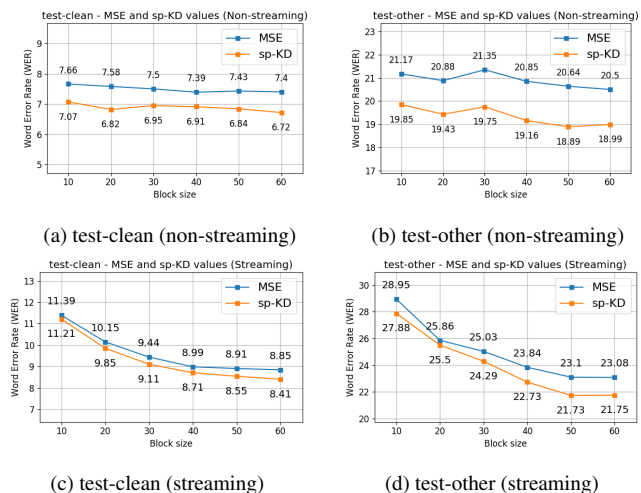 test-clean - MSE and sp-KD values (Non-streaming)
Word Error Rate (WER)
9
8
7
6
5
7.66
7.58
7.5
7.39
7.43
7.4
7.07
6.82
6.95
6.91
6.84
6.72
MSE
sp-KD
10 20 30 40 50 60
Block size
(a) test-clean (non-streaming)
test-other - MSE and sp-KD values (Non-streaming)
Word Error Rate (WER)
23
22
21
20
19
18
17
21.17
20.88
21.35
20.85
20.64
20.5
19.85
19.43
19.75
19.16
18.89
18.99
MSE
sp-KD
10 20 30 40 50 60
Block size
(b) test-other (non-streaming)
test-clean - MSE and sp-KD values (Streaming)
Word Error Rate (WER)
13
12
11
10
9
8
7
11.39
10.15
9.44
8.99
8.91
8.85
11.21
9.85
9.11
8.71
8.55
8.41
MSE
sp-KD
10 20 30 40 50 60
Block size
(c) test-clean (streaming)
test-other - MSE and sp-KD values (Streaming)
Word Error Rate (WER)
30
28
26
24
22
20
28.95
25.86
25.03
23.84
23.1
23.08
27.88
25.5
24.29
22.73
21.73
21.75
MSE
sp-KD
10 20 30 40 50 60
Block size
(d) test-other (streaming)